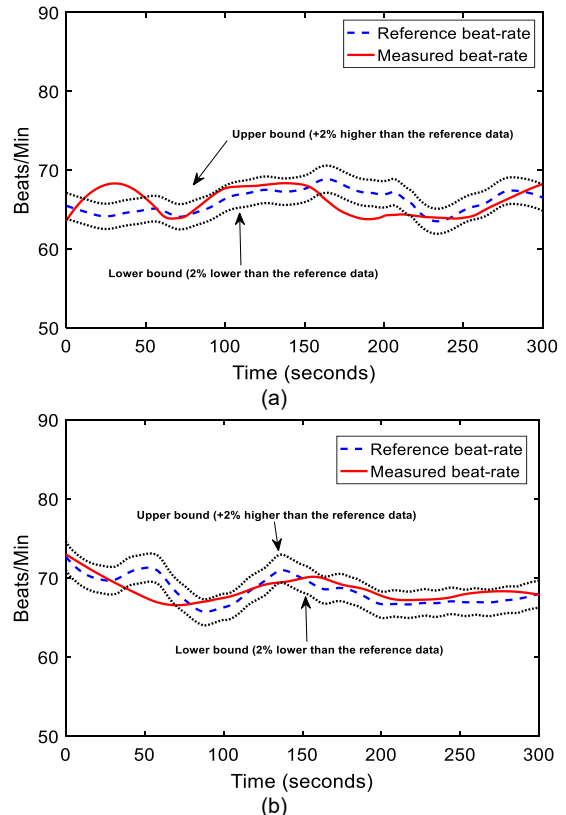 90
80
70
60
50
Beats/Min
Reference beat-rate
Measured beat-rate
Upper bound (+2% higher than the reference data)
Lower bound (2% lower than the reference data)
0 50 100 150 200 250 300
Time (seconds)
(a)
90
80
70
60
50
Beats/Min
Reference beat-rate
Measured beat-rate
Upper bound (+2% higher than the reference data)
Lower bound (2% lower than the reference data)
0 50 100 150 200 250 300
Time (seconds)
(b)